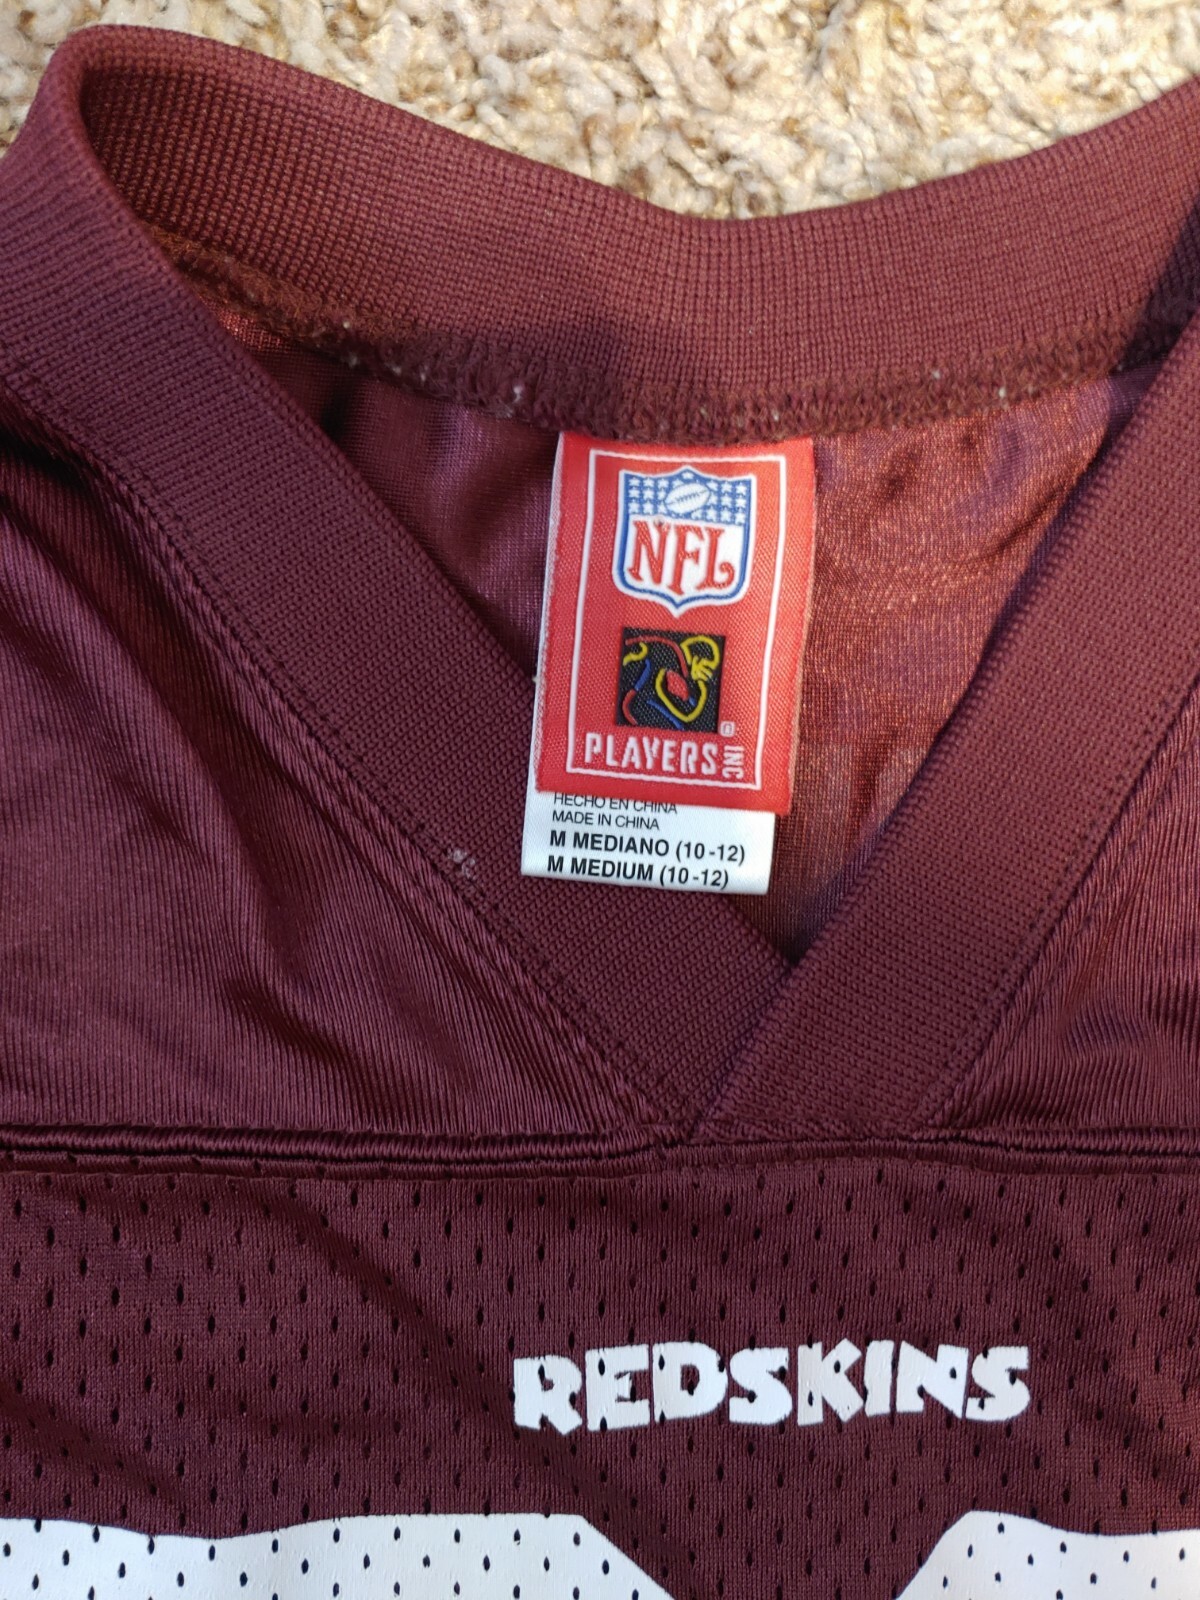 NFL
PLAYERS INC
HECHO EN CHINA
MADE IN CHINA
M MEDIANO (10-12)
M MEDIUM (10-12)
REDSKINS